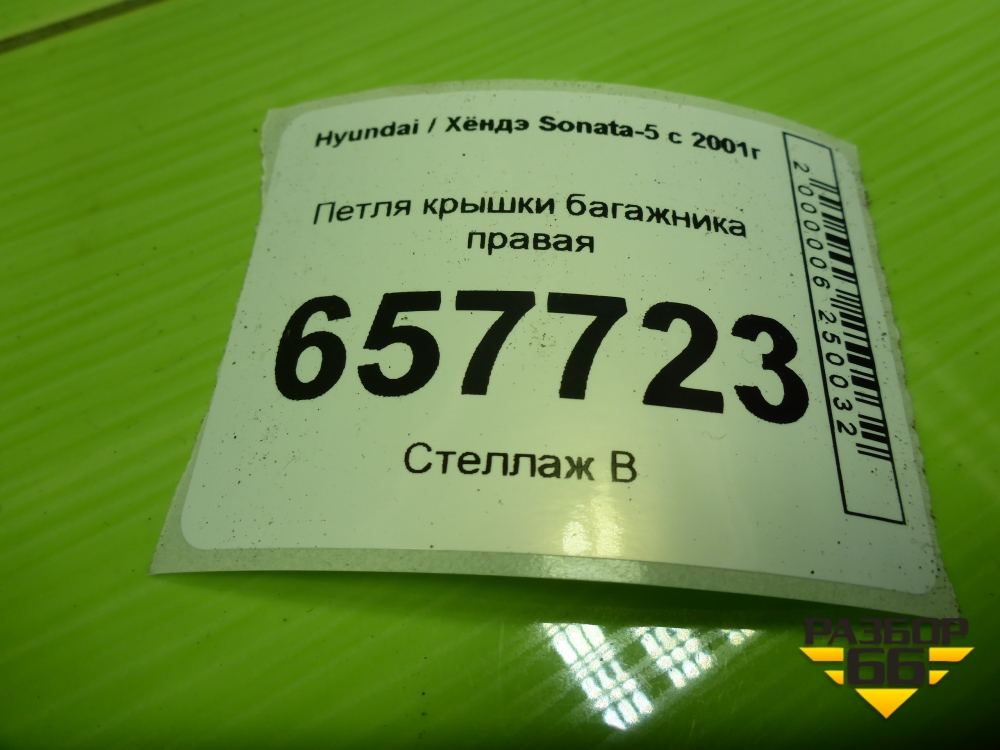 Hyundai / Хёндэ Sonata-5 с 2001г
Петля крышки багажника
правая
657723
Стеллаж B
2000006250032
РАЗБОР
66